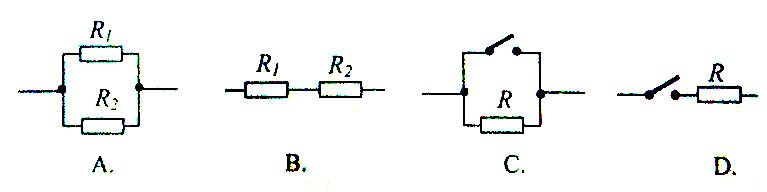 R₁ R₁ R₂ R
R₂ R
A. B. C. D.